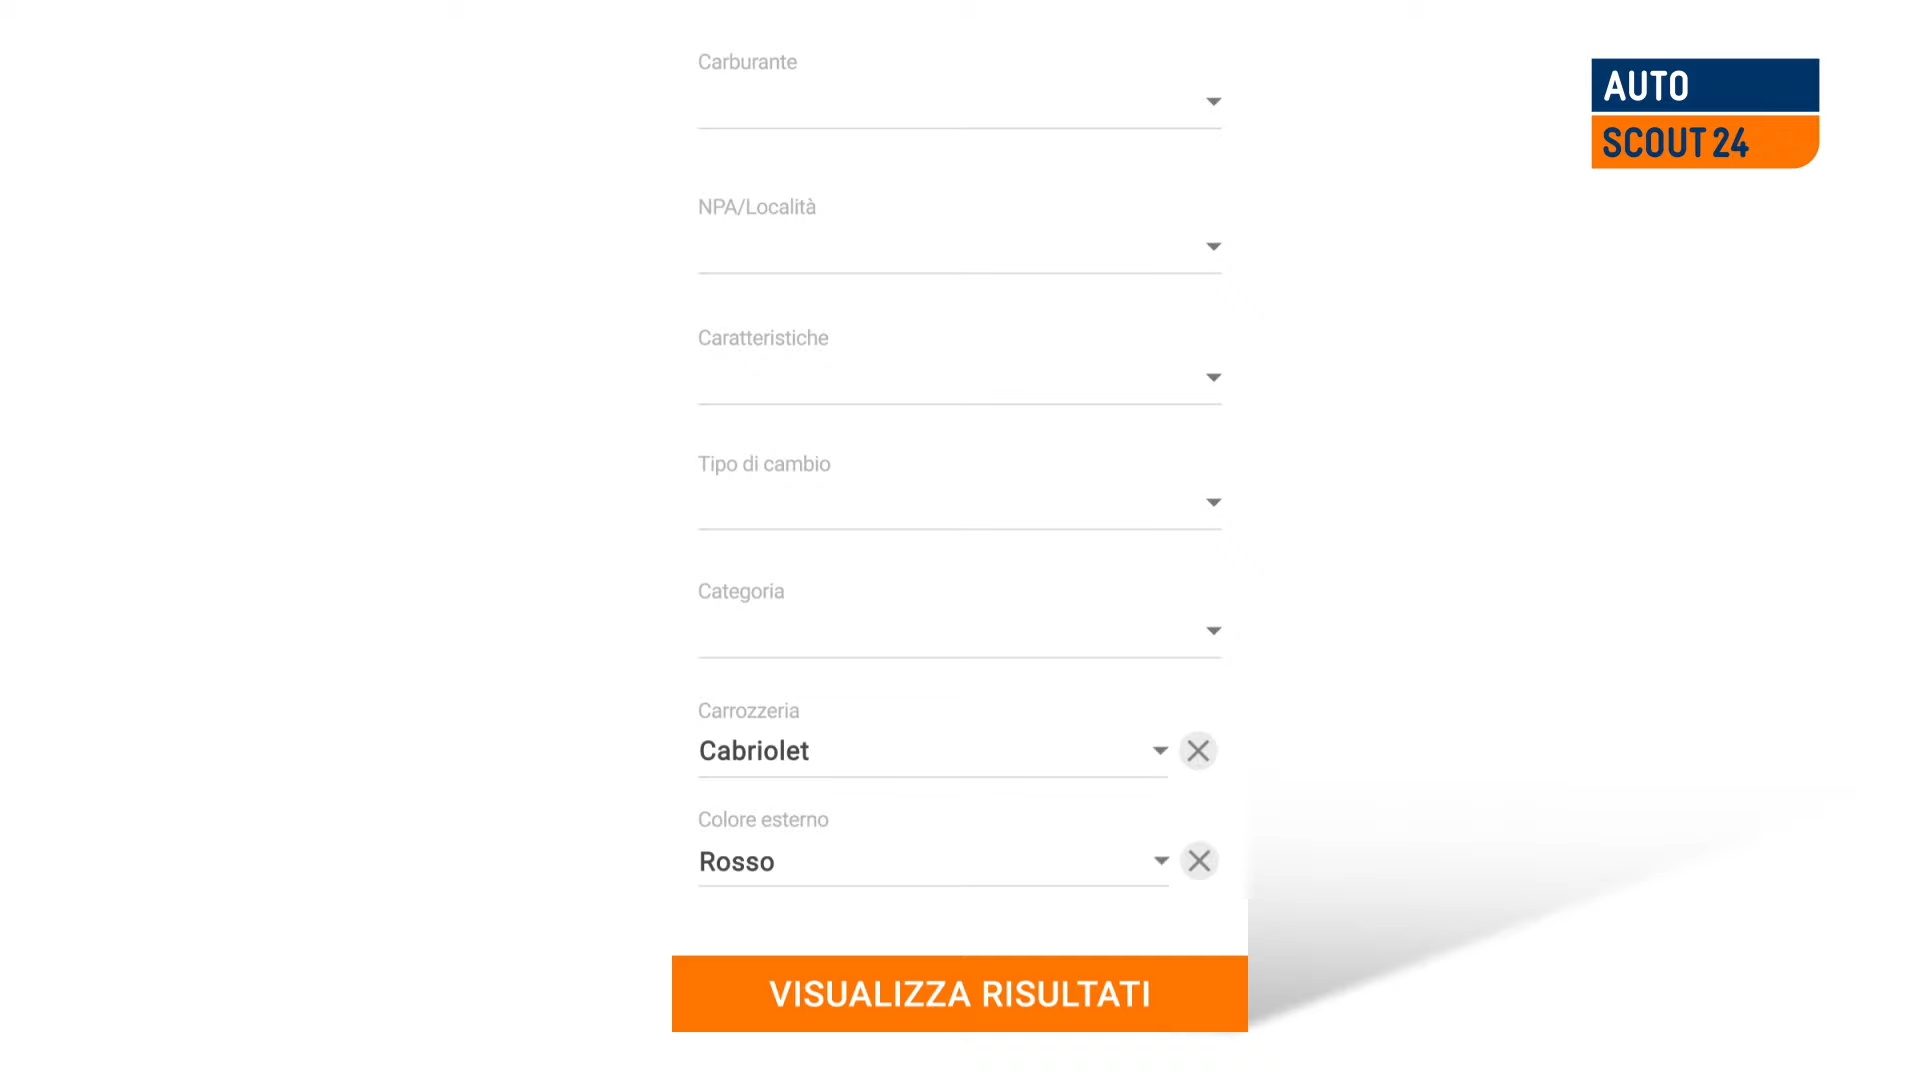 Carburante
AUTO
SCOUT 24
NPA/Località
Caratteristiche
Tipo di cambio
Categoria
Carrozzeria
Cabriolet
Colore esterno
Rosso
VISUALIZZA RISULTATI